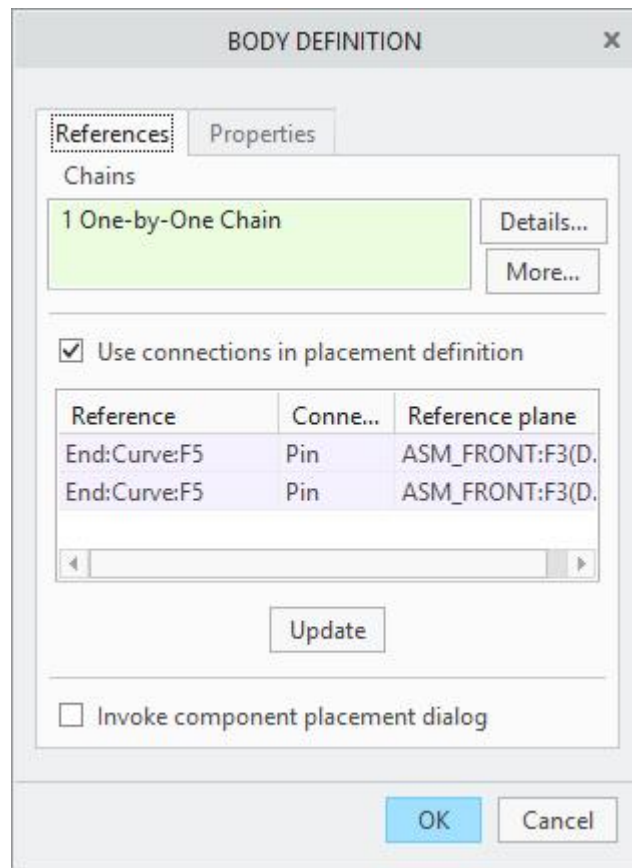 BODY DEFINITION
References Properties
Chains
1 One-by-One Chain
Details...
More...
Use connections in placement definition
Reference Conne... Reference plane
End:Curve:F5 Pin ASM_FRONT:F3(D.
End:Curve:F5 Pin ASM_FRONT:F3(D.
Update
Invoke component placement dialog
OK Cancel